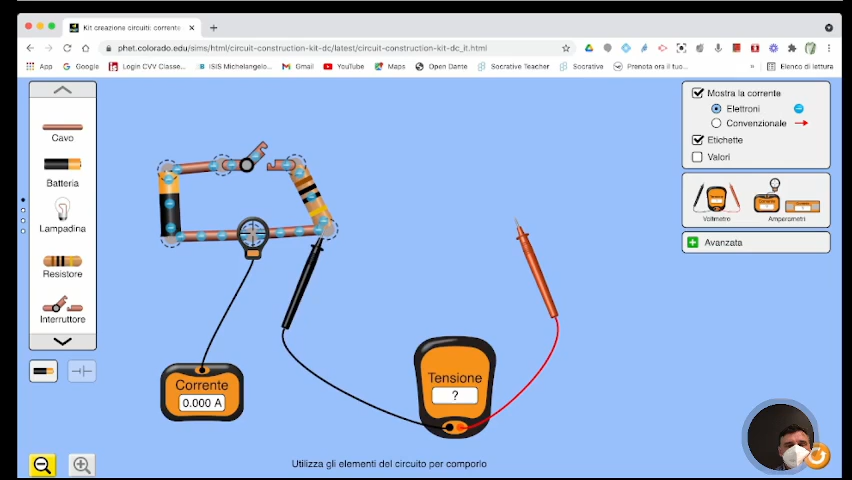 Kit creazione circuiti: corrente
phet.colorado.edu/sims/html/circuit-construction-kit-dc/latest/circuit-construction-kit-dc_it.html
App
Google
Login CVV Classe...
ISIS Michelangelo...
Gmail
YouTube
Maps
Open Dante
Socrative Teacher
Socrative
Prenota ora il tuo...
»
Elenco di lettura
Cavo
Batteria
Lampadina
Resistore
Interruttore
Mostra la corrente
Elettroni
Convenzionale
Etichette
Valori
Voltmetro
Amperometri
Avanzata
Corrente
0.000 A
Tensione
?
Utilizza gli elementi del circuito per comporlo